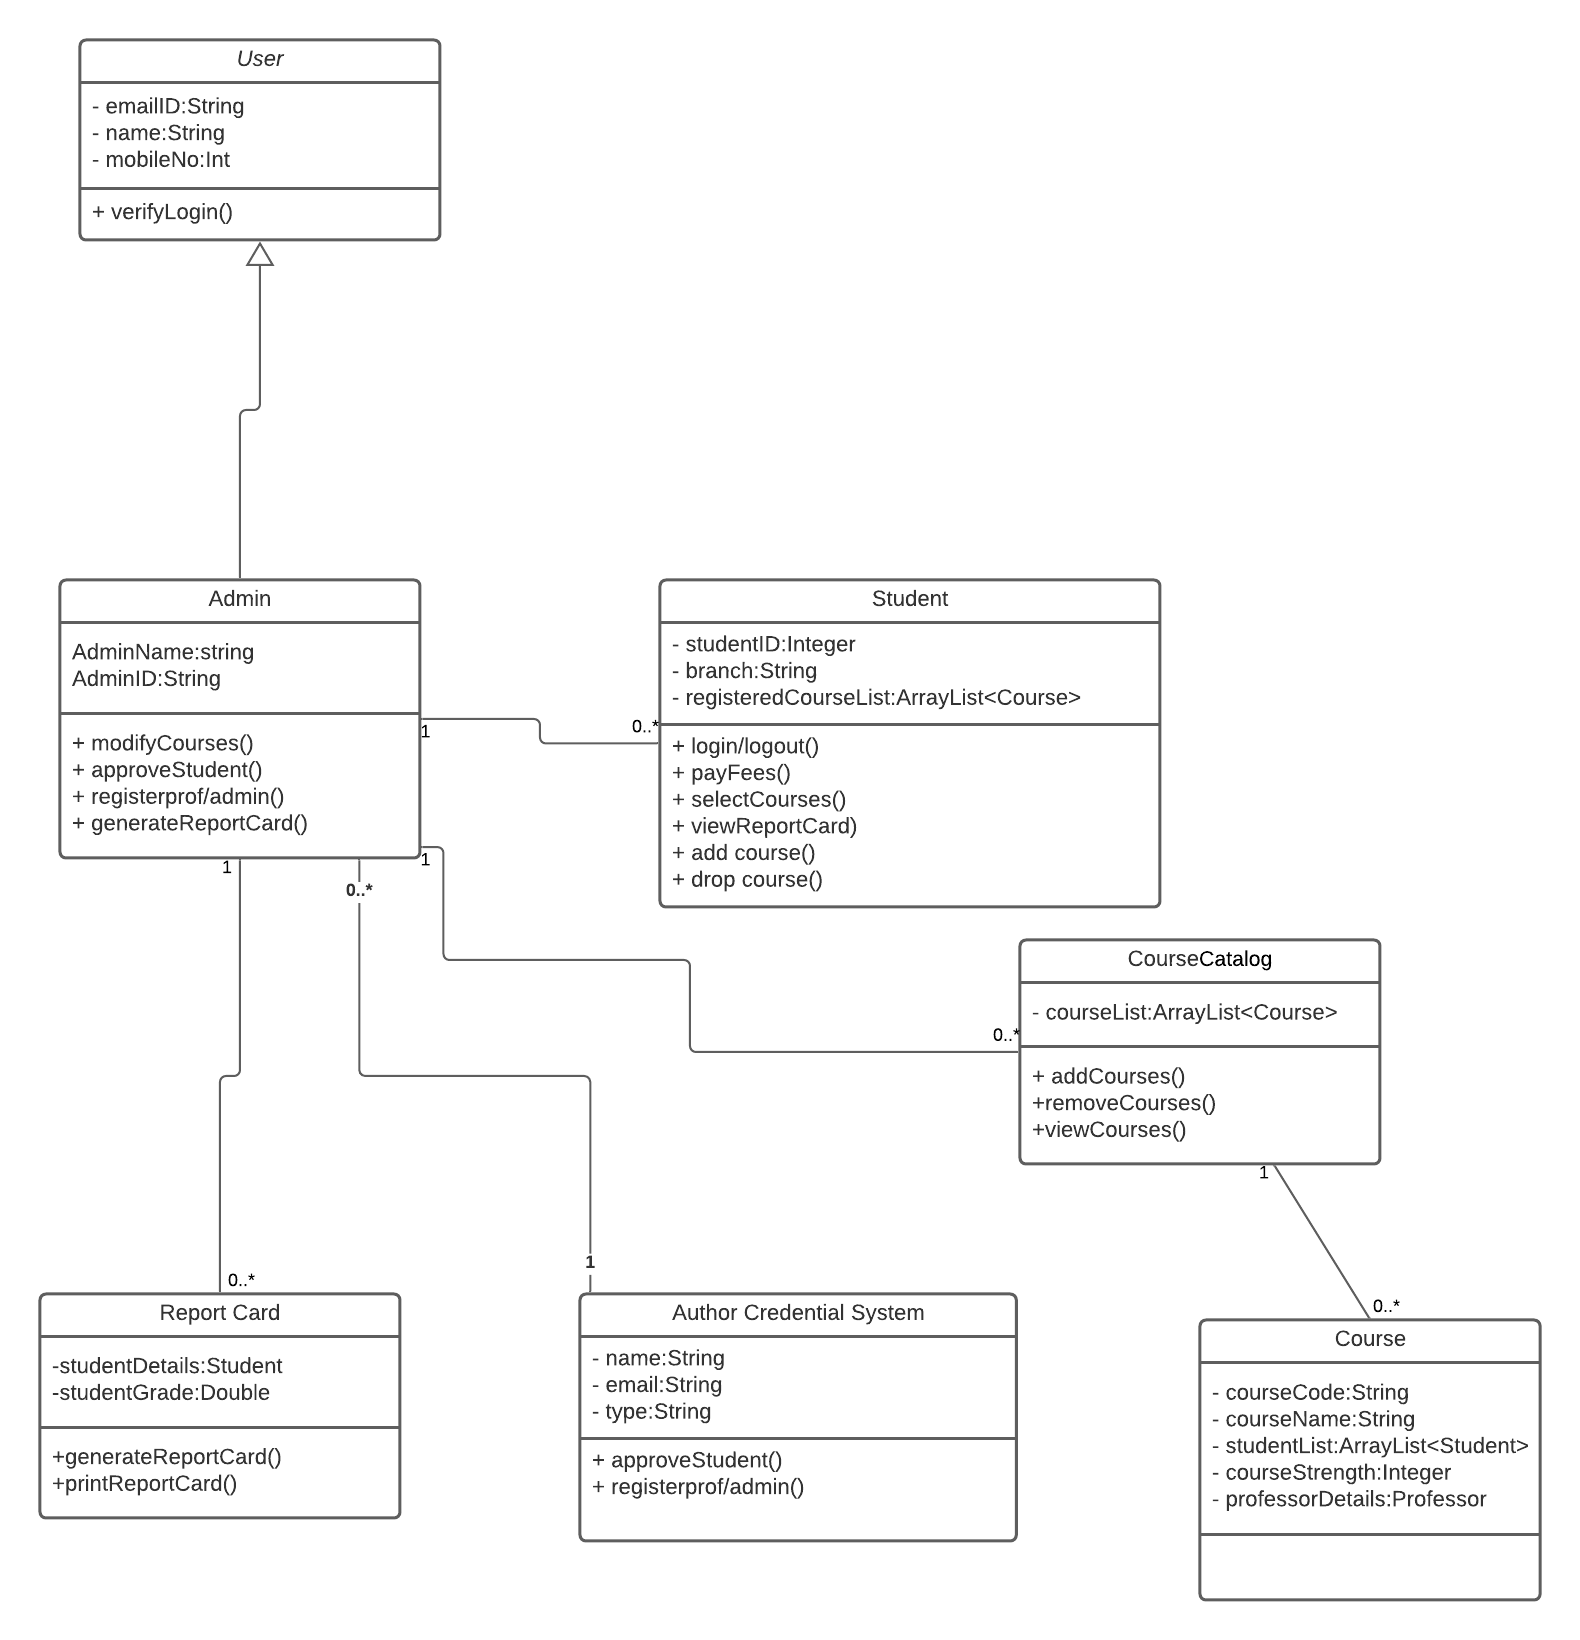 User
- emailID:String
- name:String
- mobileNo:Int
+ verifyLogin()
Admin
AdminName:string
AdminID:String
+ modifyCourses()
+ approveStudent()
+ registerprof/admin()
+ generateReportCard()
1
0..*
Student
- studentID:Integer
- branch:String
- registeredCourseList:ArrayList<Course>
+ login/logout()
+ payFees()
+ selectCourses()
+ viewReportCard)
+ add course()
+ drop course()
1
0..*
1
0..*
CourseCatalog
- courseList:ArrayList<Course>
+ addCourses()
+removeCourses()
+viewCourses()
1
0..*
0..*
Report Card
-studentDetails:Student
-studentGrade:Double
+generateReportCard()
+printReportCard()
1
Author Credential System
- name:String
- email:String
- type:String
+ approveStudent()
+ registerprof/admin()
Course
- courseCode:String
- courseName:String
- studentList:ArrayList<Student>
- courseStrength:Integer
- professorDetails:Professor